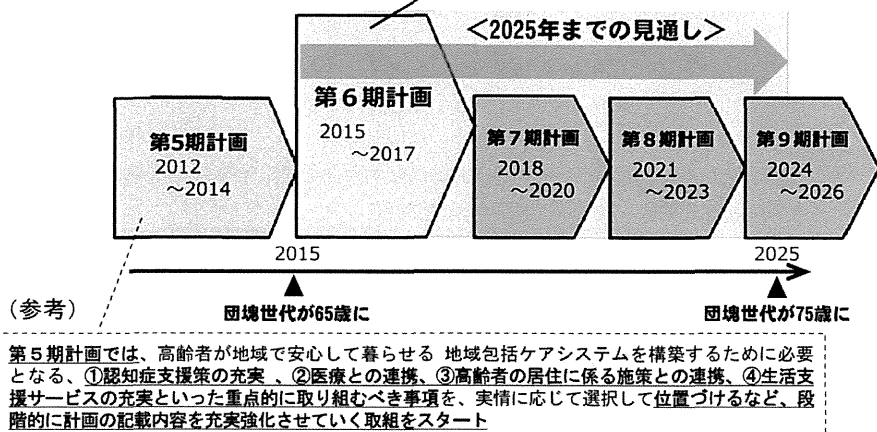 <2025年までの見通し>
第5期計画
2012
～2014
第6期計画
2015
～2017
第7期計画
2018
～2020
第8期計画
2021
～2023
第9期計画
2024
～2026
2015
2025
(参考)
団塊世代が65歳に
団塊世代が75歳に
第5期計画では、高齢者が地域で安心して暮らせる 地域包括ケアシステムを構築するために必要
となる、①認知症支援策の充実 、②医療との連携、③高齢者の居住に係る施策との連携、④生活支
援サービスの充実といった重点的に取り組むべき事項を、実情に応じて選択して位置づけるなど、段
階的に計画の記載内容を充実強化させていく取組をスタート